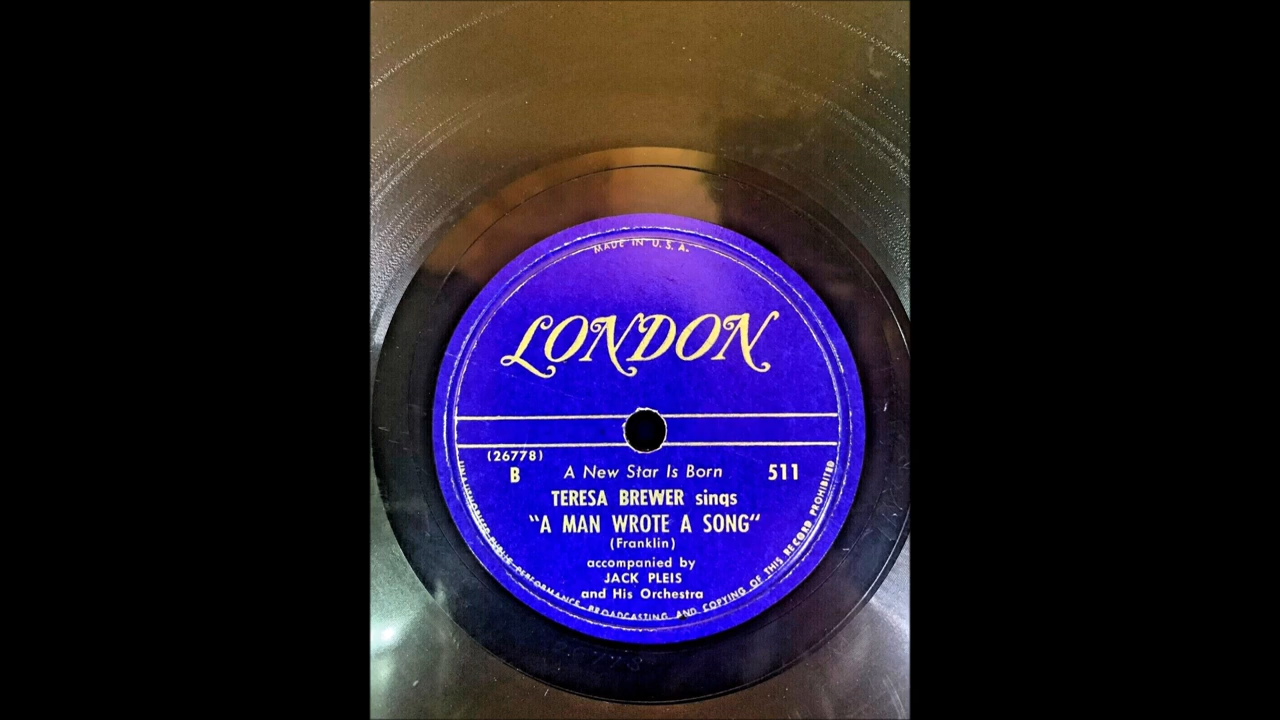 MADE IN U.S.A.
LONDON
(26778)
B
A New Star Is Born
511
TERESA BREWER sings
"A MAN WROTE A SONG"
(Franklin)
accompanied by
JACK PLEIS
and His Orchestra
UNAUTHORISED PUBLIC PERFORMANCE BROADCASTING AND COPYING OF THIS RECORD PROHIBITED